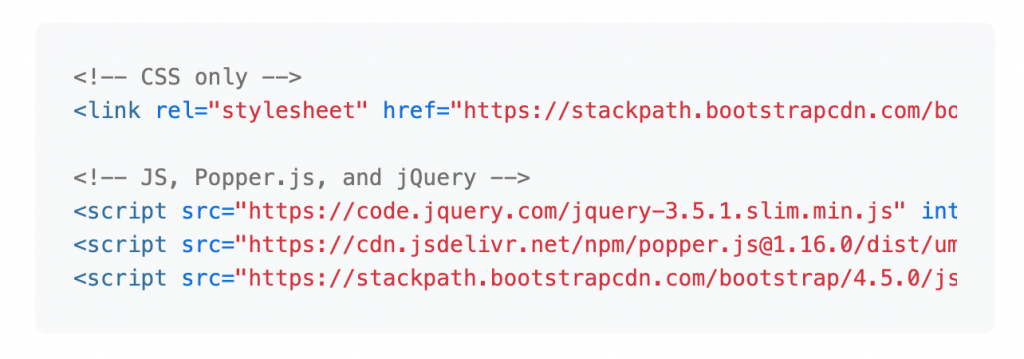 <!-- CSS only -->
<link rel="stylesheet" href="https://stackpath.bootstrapcdn.com/bo
<!-- JS, Popper.js, and jQuery -->
<script src="https://code.jquery.com/jquery-3.5.1.slim.min.js" int
<script src="https://cdn.jsdelivr.net/npm/popper.js@1.16.0/dist/um
<script src="https://stackpath.bootstrapcdn.com/bootstrap/4.5.0/js